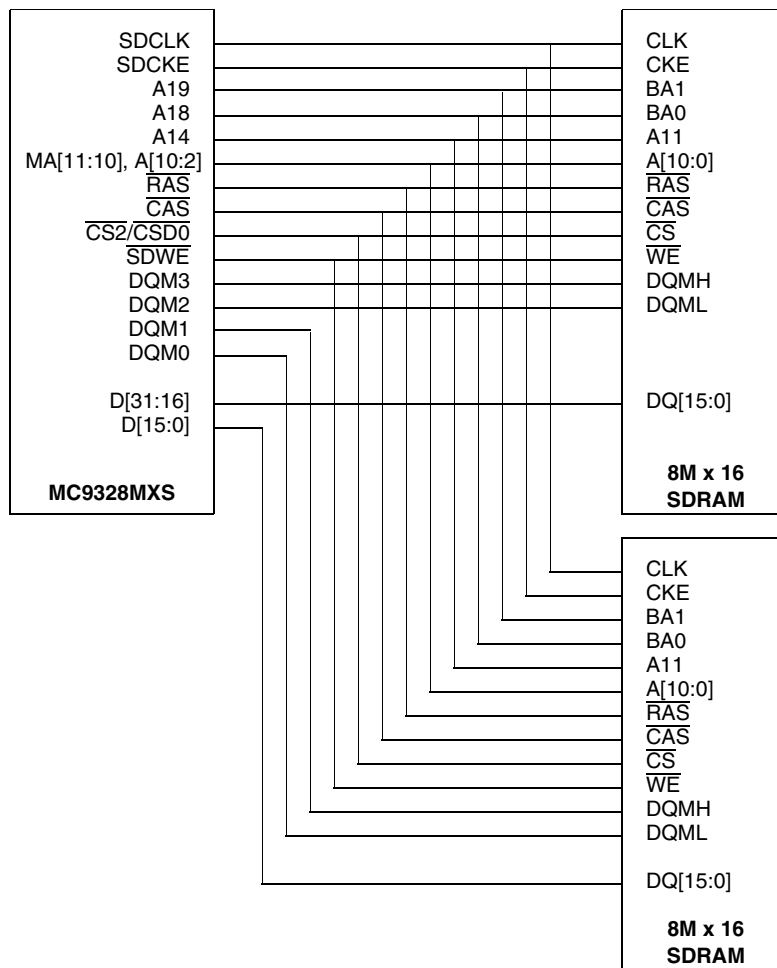 SDCLK
SDCKE
A19
A18
A14
MA[11:10], A[10:2]
RAS
CAS
CS2/CSD0
SDWE
DQM3
DQM2
DQM1
DQM0
D[31:16]
D[15:0]
MC9328MXS
CLK
CKE
BA1
BA0
A11
A[10:0]
RAS
CAS
CS
WE
DQMH
DQML
DQ[15:0]
8M x 16
SDRAM
CLK
CKE
BA1
BA0
A11
A[10:0]
RAS
CAS
CS
WE
DQMH
DQML
DQ[15:0]
8M x 16
SDRAM